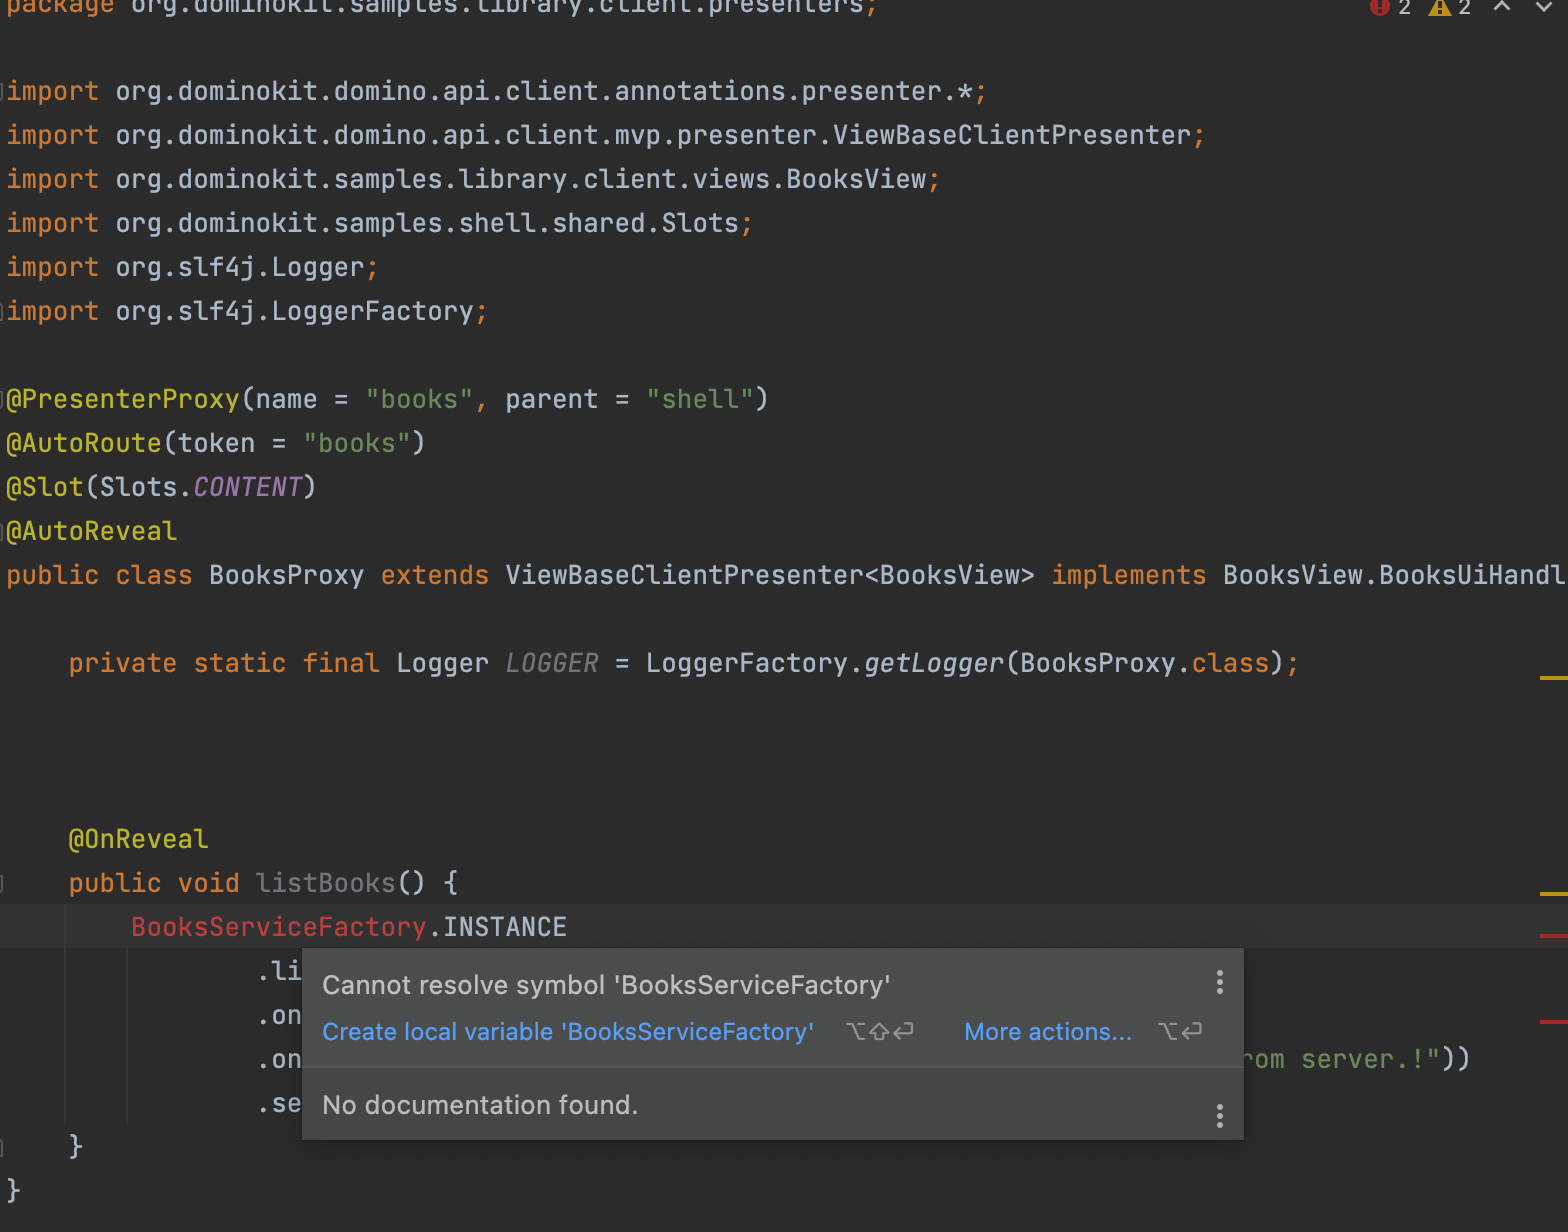 package org.dominokit.samples.library.client.presenters;
2 2
import org.dominokit.domino.api.client.annotations.presenter.*;
import org.dominokit.domino.api.client.mvp.presenter.ViewBaseClientPresenter;
import org.dominokit.samples.library.client.views.BooksView;
import org.dominokit.samples.shell.shared.Slots;
import org.slf4j.Logger;
import org.slf4j.LoggerFactory;
@PresenterProxy(name = "books", parent = "shell")
@AutoRoute(token = "books")
@Slot(Slots.CONTENT)
@AutoReveal
public class BooksProxy extends ViewBaseClientPresenter<BooksView> implements BooksView.BooksUiHandl
private static final Logger LOGGER = LoggerFactory.getLogger(BooksProxy.class);
@OnReveal
public void listBooks() {
BooksServiceFactory.INSTANCE
.li
Cannot resolve symbol 'BooksServiceFactory'
.on
Create local variable 'BooksServiceFactory' ⌥⇧⏎ More actions... ⌥⏎
.on
rom server.!"))
.se
No documentation found.
}
}